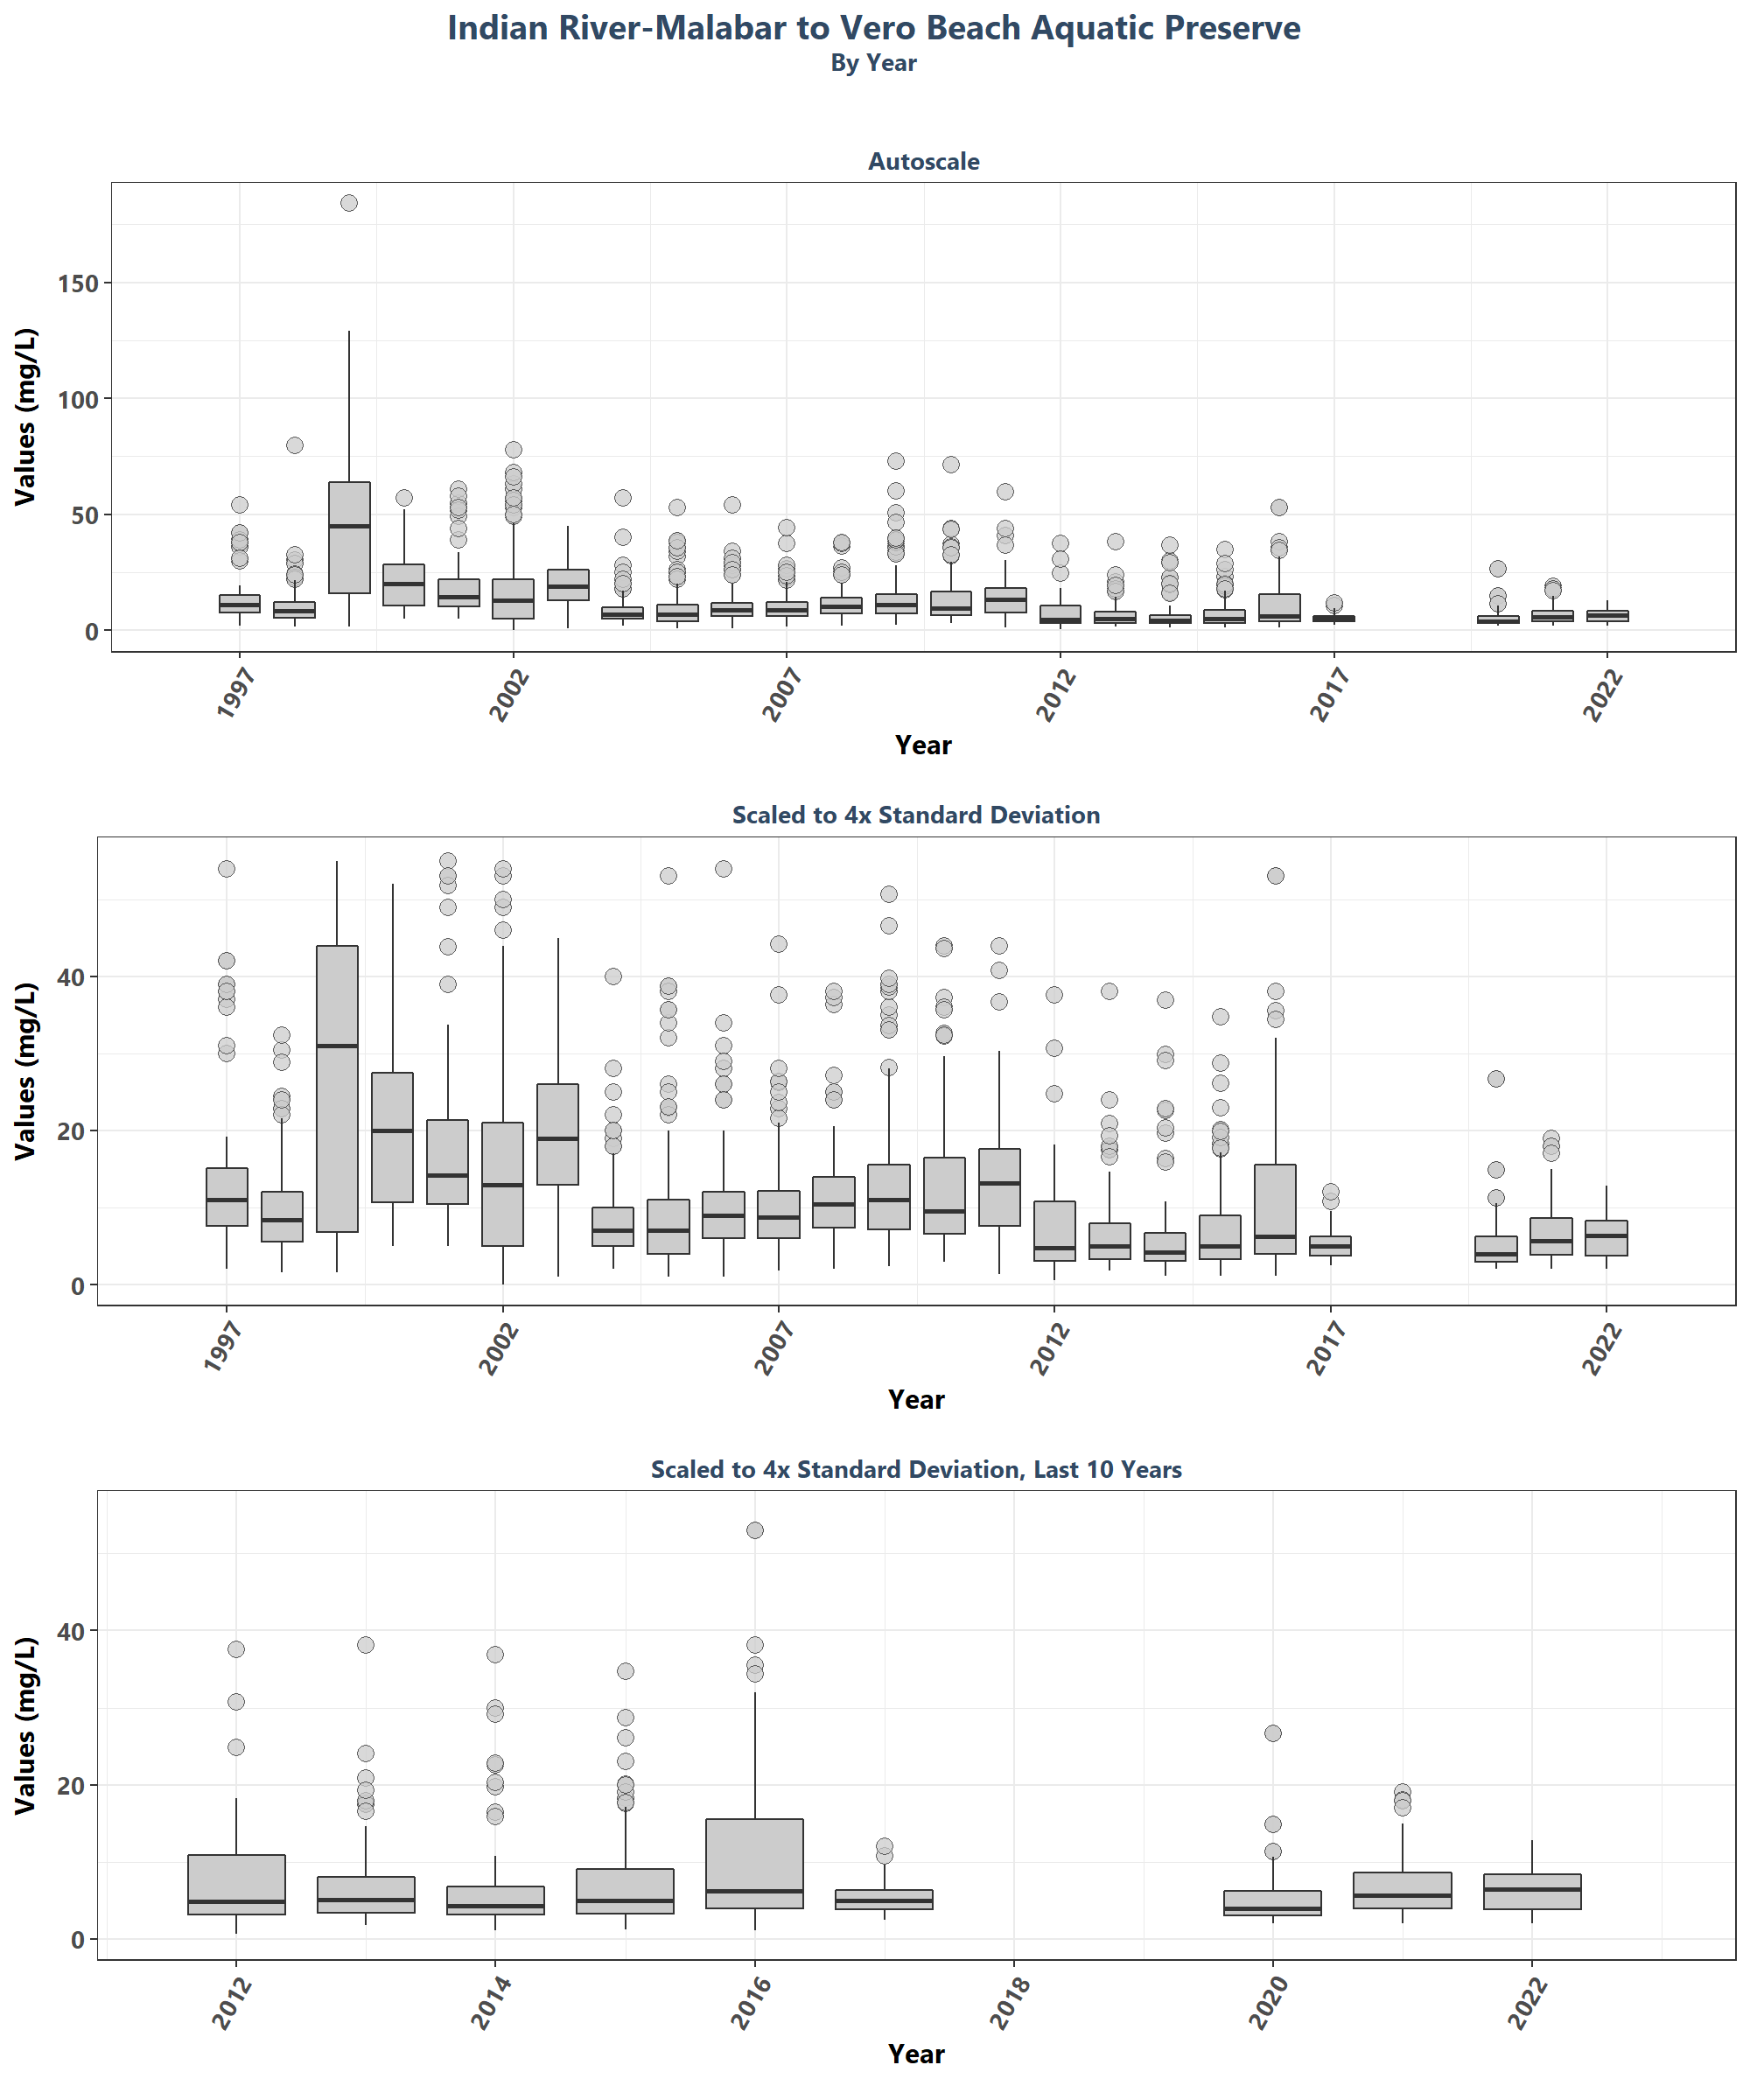 Indian River-Malabar to Vero Beach Aquatic Preserve
By Year
Autoscale
Values (mg/L)
150
100
50
0
1997
2002
2007
2012
2017
2022
Year
Scaled to 4x Standard Deviation
Values (mg/L)
40
20
0
1997
2002
2007
2012
2017
2022
Year
Scaled to 4x Standard Deviation, Last 10 Years
Values (mg/L)
40
20
0
2012
2014
2016
2018
2020
2022
Year